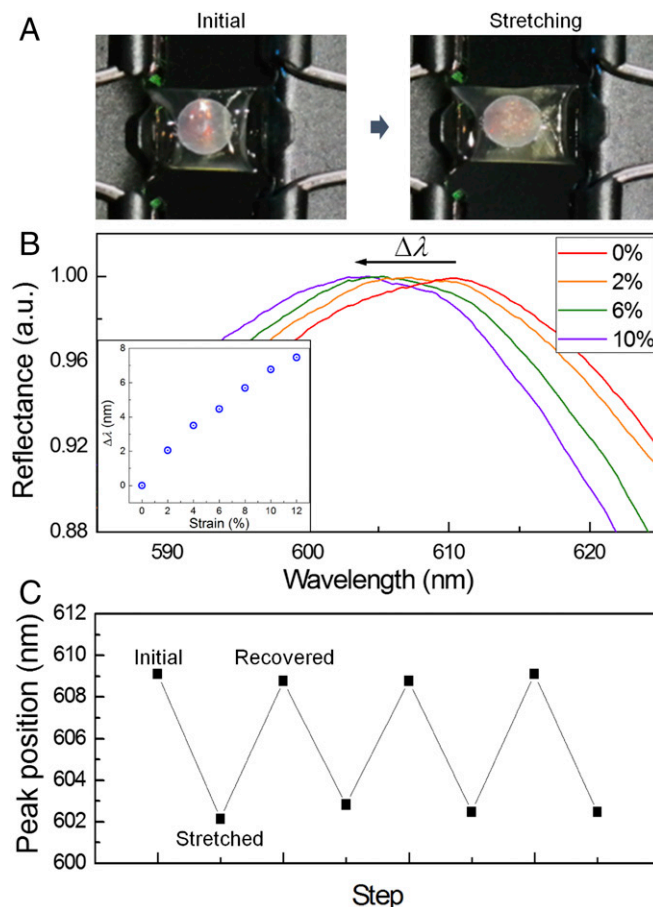 A
Initial
Stretching
B
Δλ
0%
2%
6%
10%
Reflectance (a.u.)
1.00
0.96
0.92
0.88
Δλ (nm)
8
6
4
2
0
0 2 4 6 8 10 12
Strain (%)
590 600 610 620
Wavelength (nm)
C
Peak position (nm)
612
610
608
606
604
602
600
Initial
Recovered
Stretched
Step